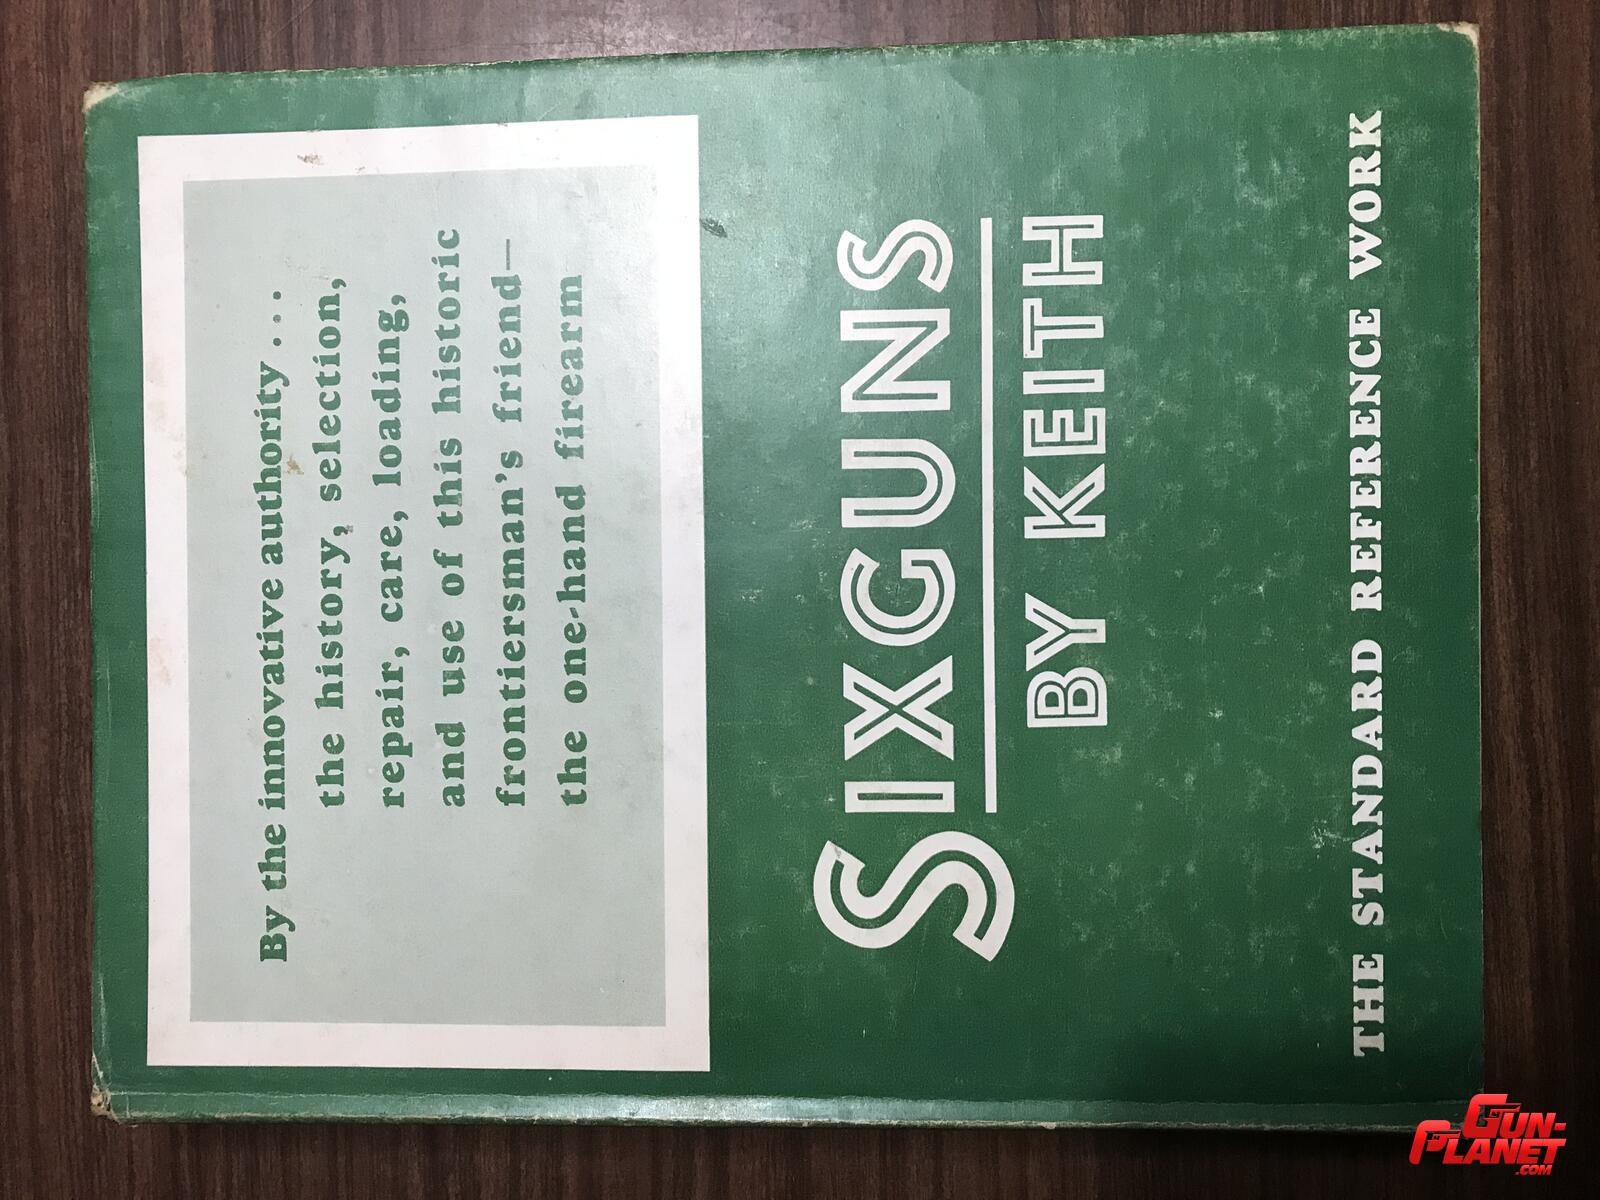 By the innovative authority . . .
the history, selection,
repair, care, loading,
and use of this historic
frontiersman's friend—
the one-hand firearm
SIXGUNS
BY KEITH
THE STANDARD REFERENCE WORK
GUN-
PLANET
.COM